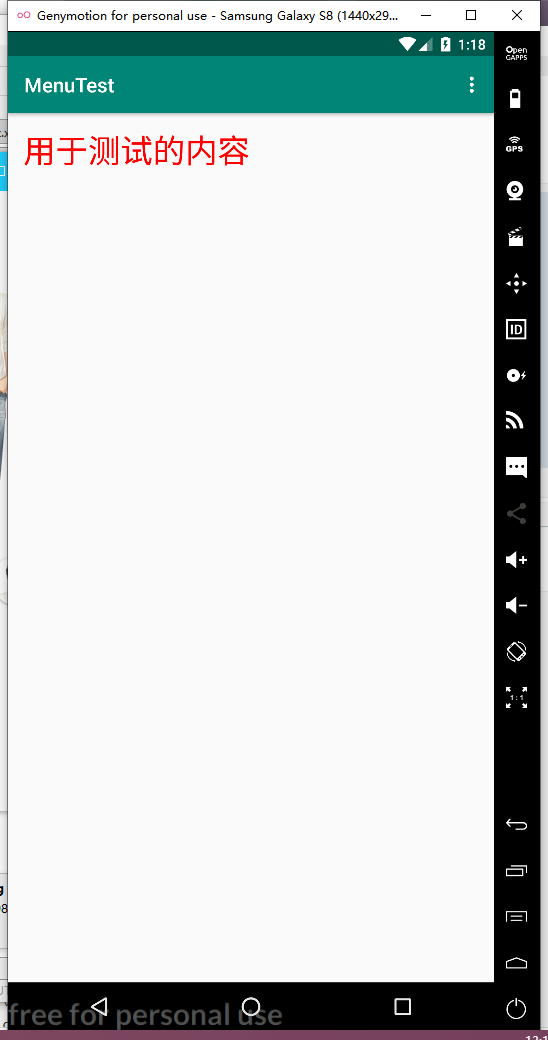 Genymotion for personal use - Samsung Galaxy S8 (1440x29...
1:18
Open
GAPPS
MenuTest
用于测试的内容
GPS
ID
1:1
free for personal use